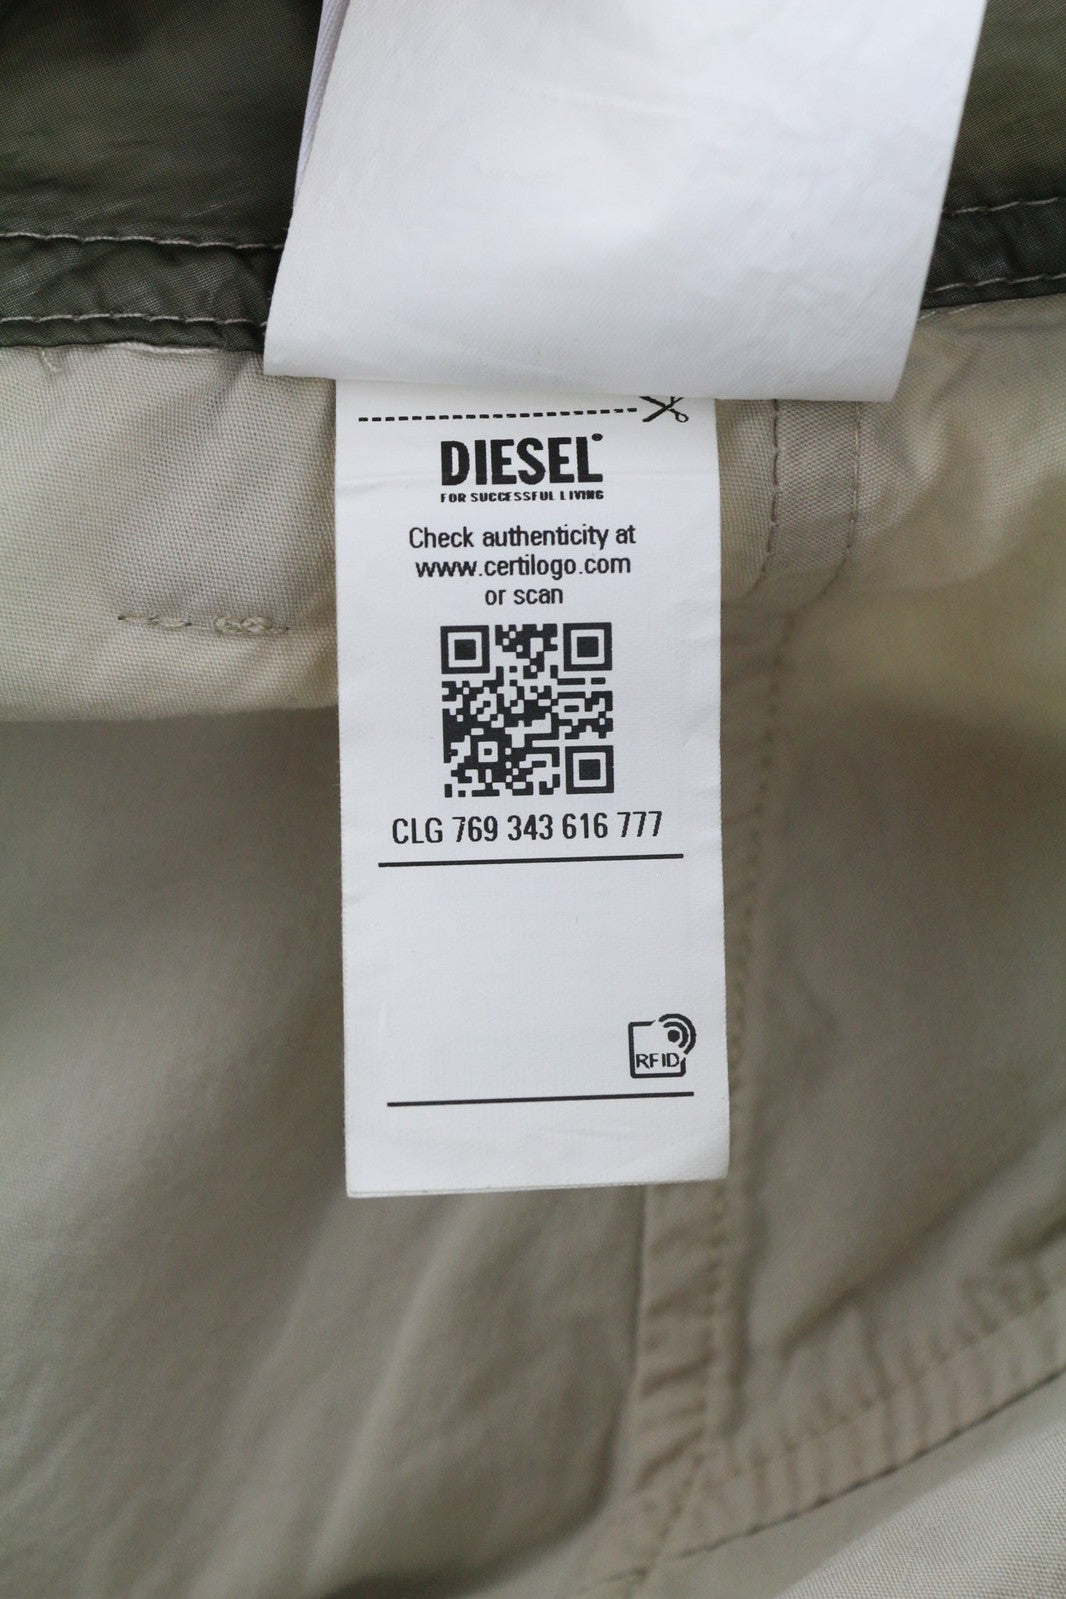 DIESEL®
FOR SUCCESSFUL LIVING
Check authenticity at
www.certilogo.com
or scan
CLG 769 343 616 777
RFID